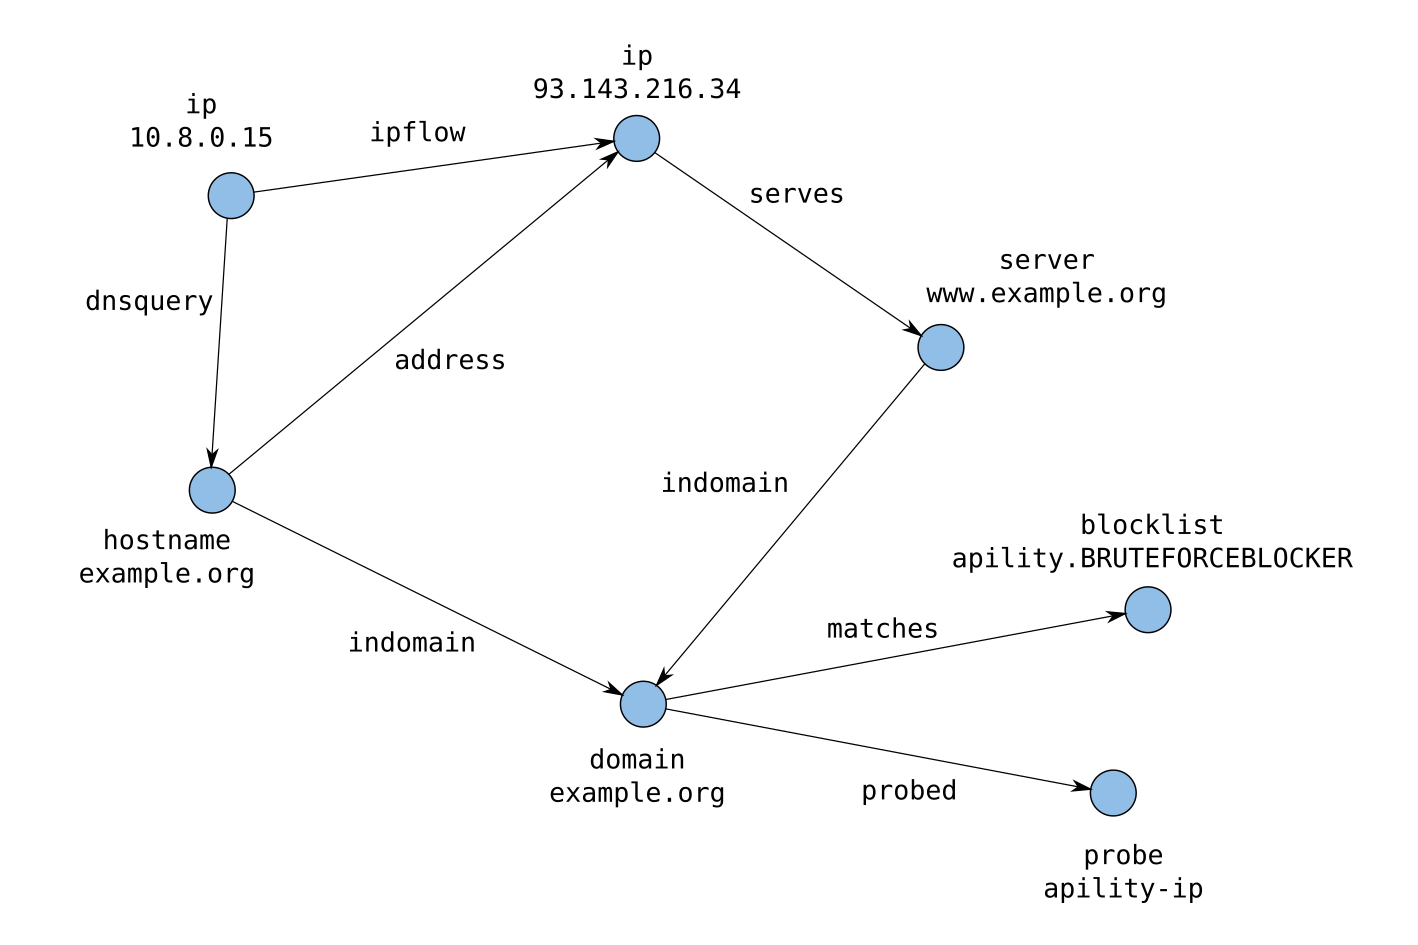 ip
93.143.216.34
ip
10.8.0.15
ipflow
serves
server
www.example.org
dnsquery
address
indomain
blocklist
apility.BRUTEFORCEBLOCKER
hostname
example.org
matches
indomain
domain
example.org
probed
probe
apility-ip